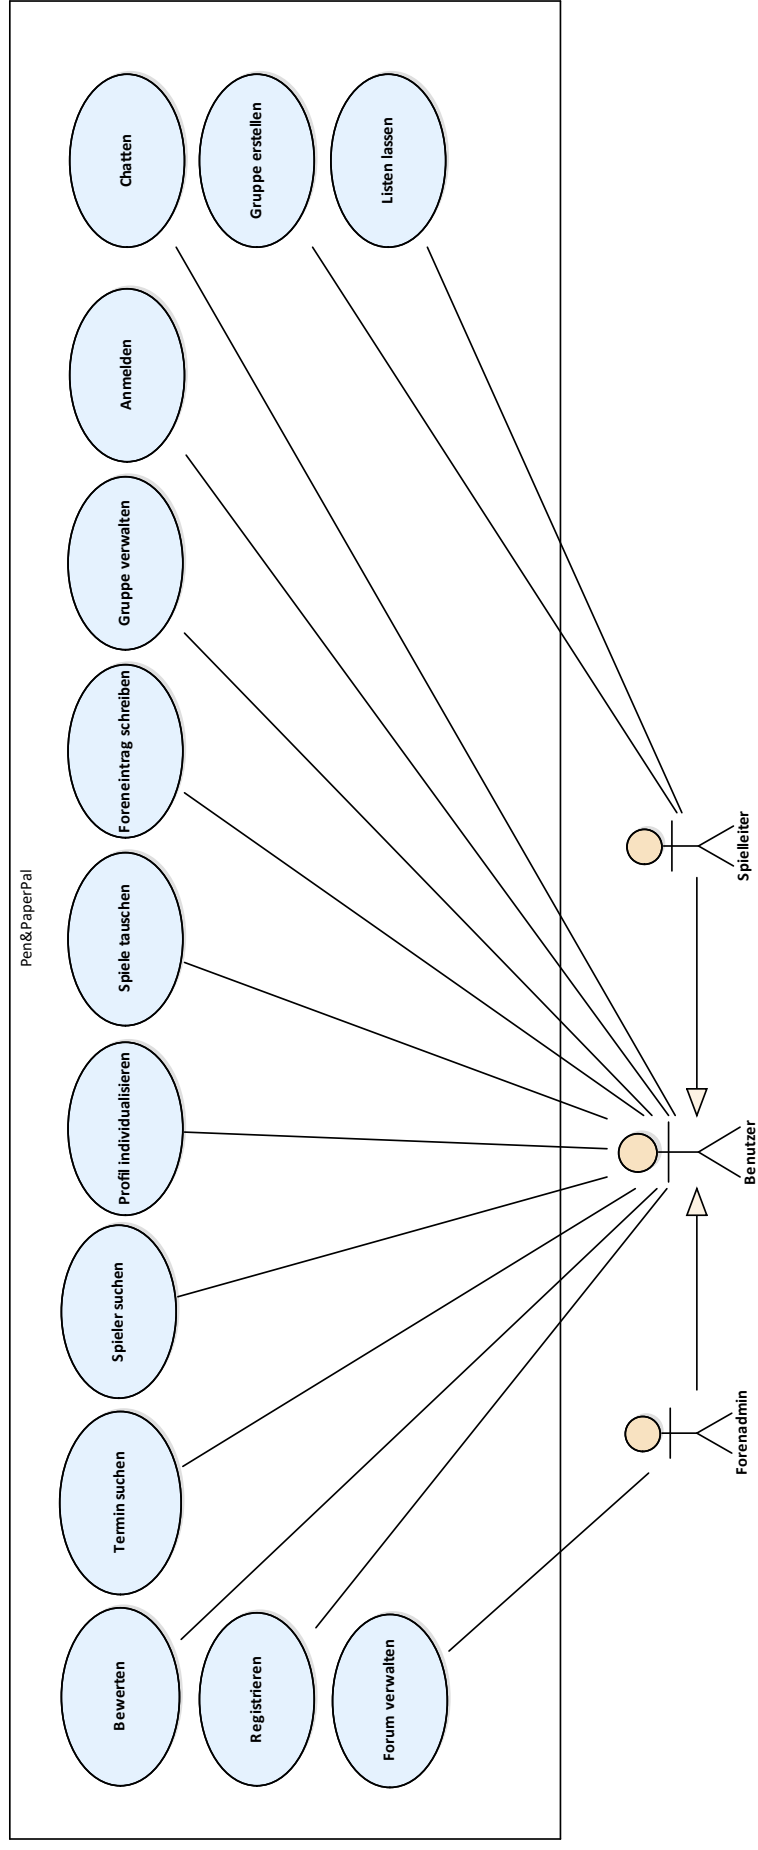 Pen&PaperPal
Bewerten
Termin suchen
Spieler suchen
Profil individualisieren
Spiele tauschen
Foreneintrag schreiben
Gruppe verwalten
Anmelden
Chatten
Registrieren
Gruppe erstellen
Forum verwalten
Listen lassen
Forenadmin
Benutzer
Spielleiter